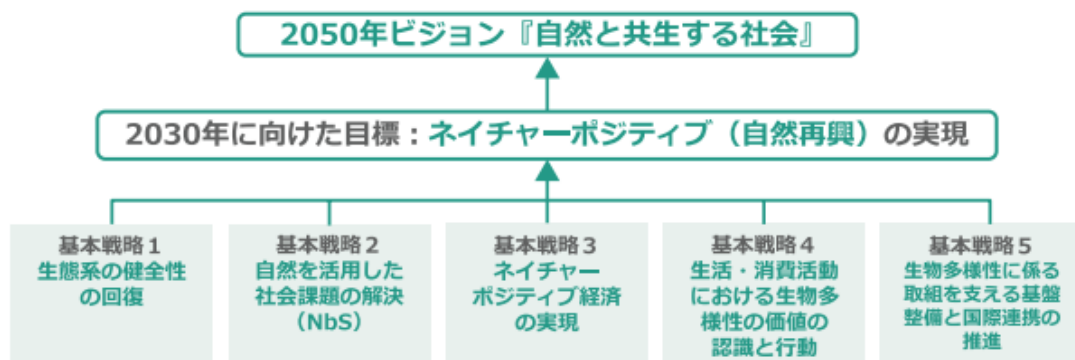 2050年ビジョン『自然と共生する社会』
2030年に向けた目標：ネイチャーポジティブ（自然再興）の実現
基本戦略１
生態系の健全性
の回復
基本戦略２
自然を活用した
社会課題の解決
（NbS）
基本戦略３
ネイチャー
ポジティブ経済
の実現
基本戦略４
生活・消費活動
における生物多
様性の価値の
認識と行動
基本戦略５
生物多様性に係る
取組を支える基盤
整備と国際連携の
推進